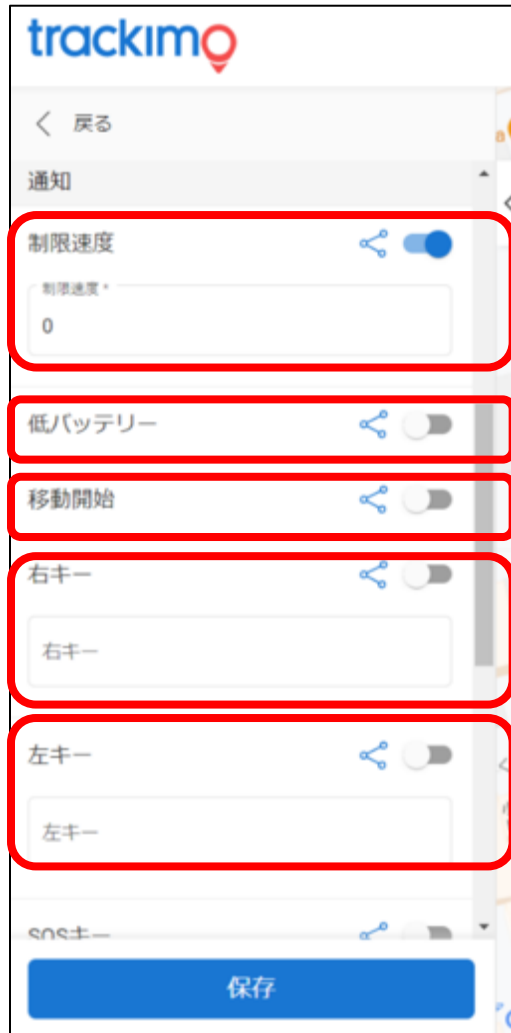 trackimo
戻る
通知
制限速度
制限速度*
0
低バッテリー
移動開始
右キー
右キー
左キー
左キー
SOSキー
保存